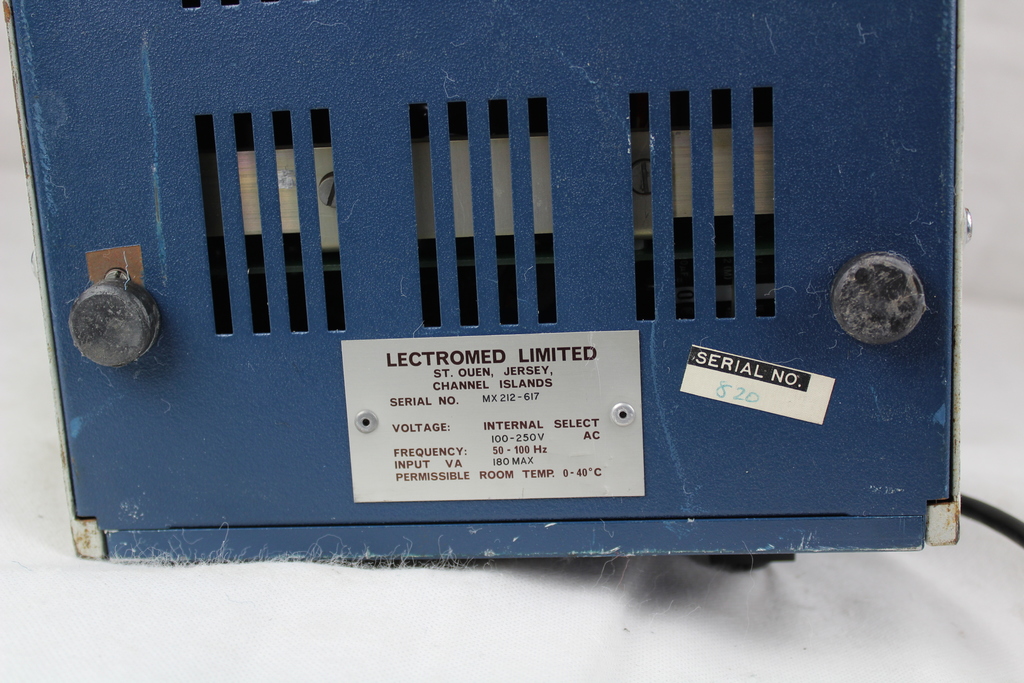 LECTROMED LIMITED
ST. OUEN, JERSEY,
CHANNEL ISLANDS
SERIAL NO. MX 212-617
VOLTAGE: INTERNAL SELECT
100-250V AC
FREQUENCY: 50 - 100 Hz
INPUT VA 180 MAX
PERMISSIBLE ROOM TEMP. 0-40°C
SERIAL NO.
820